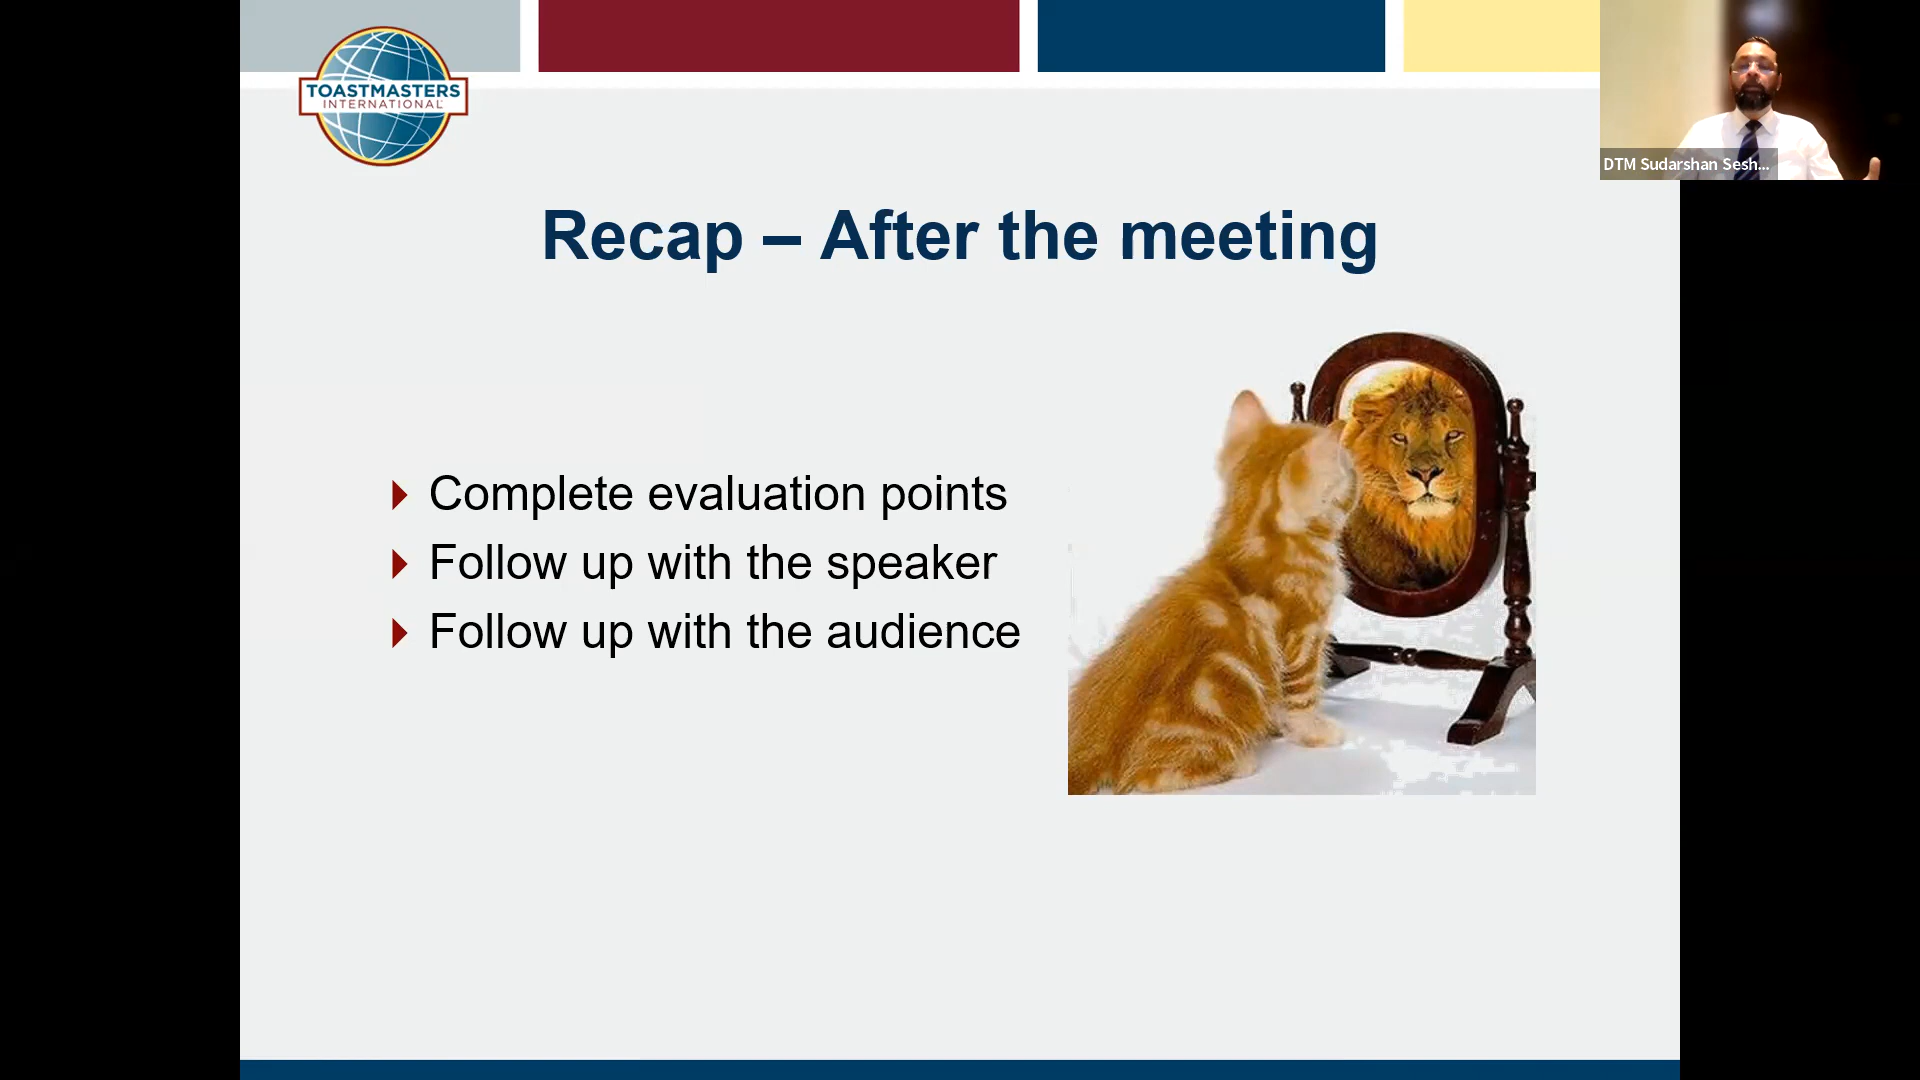 TOASTMASTERS
INTERNATIONAL
DTM Sudarshan Sesh...
Recap – After the meeting
Complete evaluation points
Follow up with the speaker
Follow up with the audience